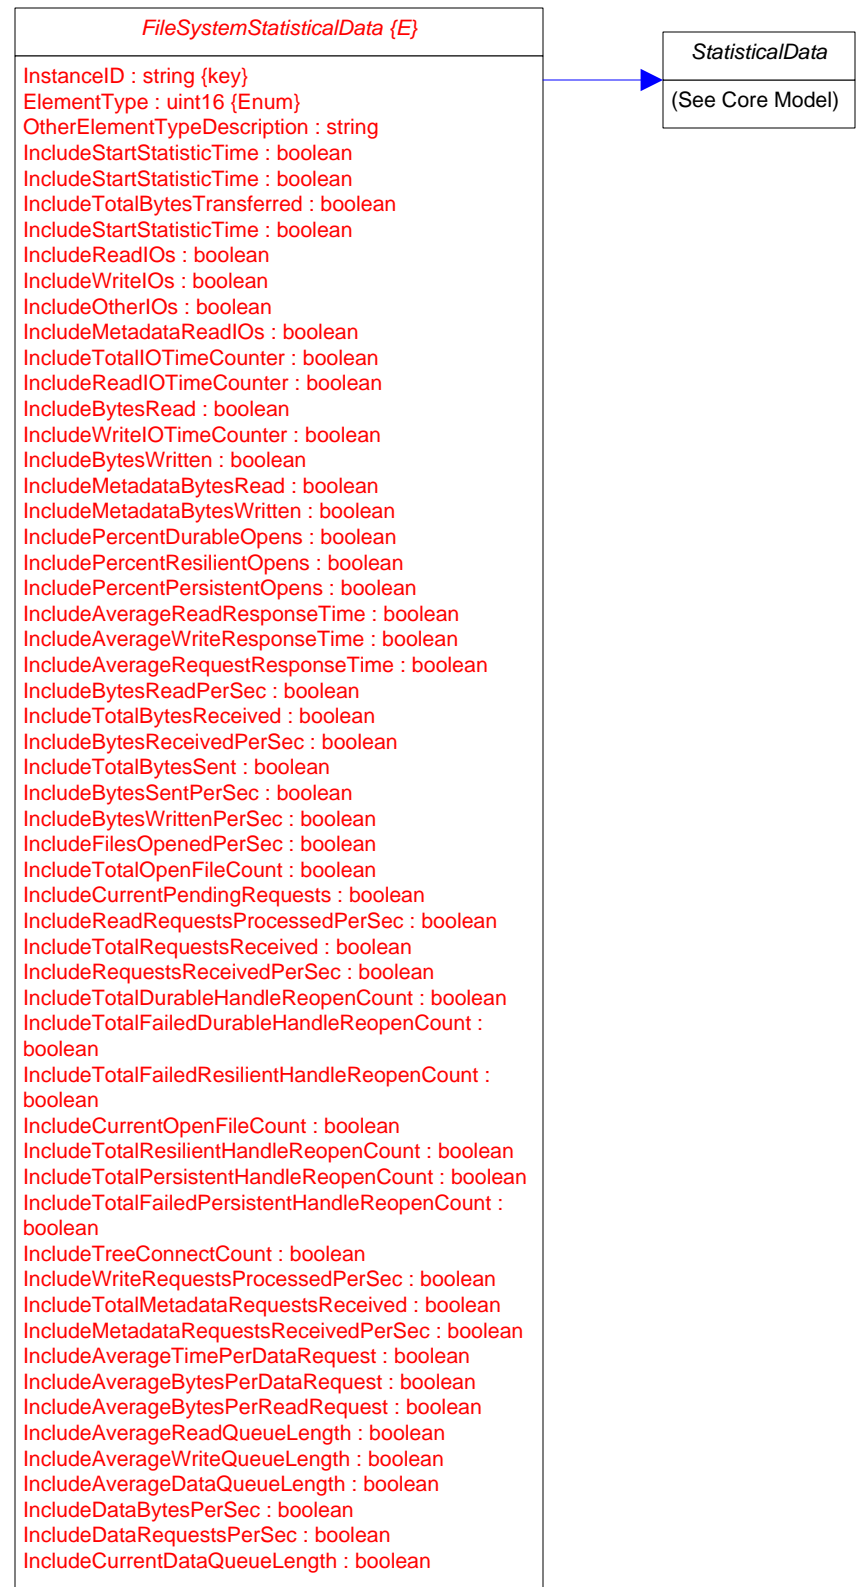 FileSystemStatisticalData {E}
InstanceID : string {key}
ElementType : uint16 {Enum}
OtherElementTypeDescription : string
IncludeStartStatisticTime : boolean
IncludeStartStatisticTime : boolean
IncludeTotalBytesTransferred : boolean
IncludeStartStatisticTime : boolean
IncludeReadIOs : boolean
IncludeWriteIOs : boolean
IncludeOtherIOs : boolean
IncludeMetadataReadIOs : boolean
IncludeTotalIOTimeCounter : boolean
IncludeReadIOTimeCounter : boolean
IncludeBytesRead : boolean
IncludeWriteIOTimeCounter : boolean
IncludeBytesWritten : boolean
IncludeMetadataBytesRead : boolean
IncludeMetadataBytesWritten : boolean
IncludePercentDurableOpens : boolean
IncludePercentResilientOpens : boolean
IncludePercentPersistentOpens : boolean
IncludeAverageReadResponseTime : boolean
IncludeAverageWriteResponseTime : boolean
IncludeAverageRequestResponseTime : boolean
IncludeBytesReadPerSec : boolean
IncludeTotalBytesReceived : boolean
IncludeBytesReceivedPerSec : boolean
IncludeTotalBytesSent : boolean
IncludeBytesSentPerSec : boolean
IncludeBytesWrittenPerSec : boolean
IncludeFilesOpenedPerSec : boolean
IncludeTotalOpenFileCount : boolean
IncludeCurrentPendingRequests : boolean
IncludeReadRequestsProcessedPerSec : boolean
IncludeTotalRequestsReceived : boolean
IncludeRequestsReceivedPerSec : boolean
IncludeTotalDurableHandleReopenCount : boolean
IncludeTotalFailedDurableHandleReopenCount :
boolean
IncludeTotalFailedResilientHandleReopenCount :
boolean
IncludeCurrentOpenFileCount : boolean
IncludeTotalResilientHandleReopenCount : boolean
IncludeTotalPersistentHandleReopenCount : boolean
IncludeTotalFailedPersistentHandleReopenCount :
boolean
IncludeTreeConnectCount : boolean
IncludeWriteRequestsProcessedPerSec : boolean
IncludeTotalMetadataRequestsReceived : boolean
IncludeMetadataRequestsReceivedPerSec : boolean
IncludeAverageTimePerDataRequest : boolean
IncludeAverageBytesPerDataRequest : boolean
IncludeAverageBytesPerReadRequest : boolean
IncludeAverageReadQueueLength : boolean
IncludeAverageWriteQueueLength : boolean
IncludeAverageDataQueueLength : boolean
IncludeDataBytesPerSec : boolean
IncludeDataRequestsPerSec : boolean
IncludeCurrentDataQueueLength : boolean
StatisticalData
(See Core Model)